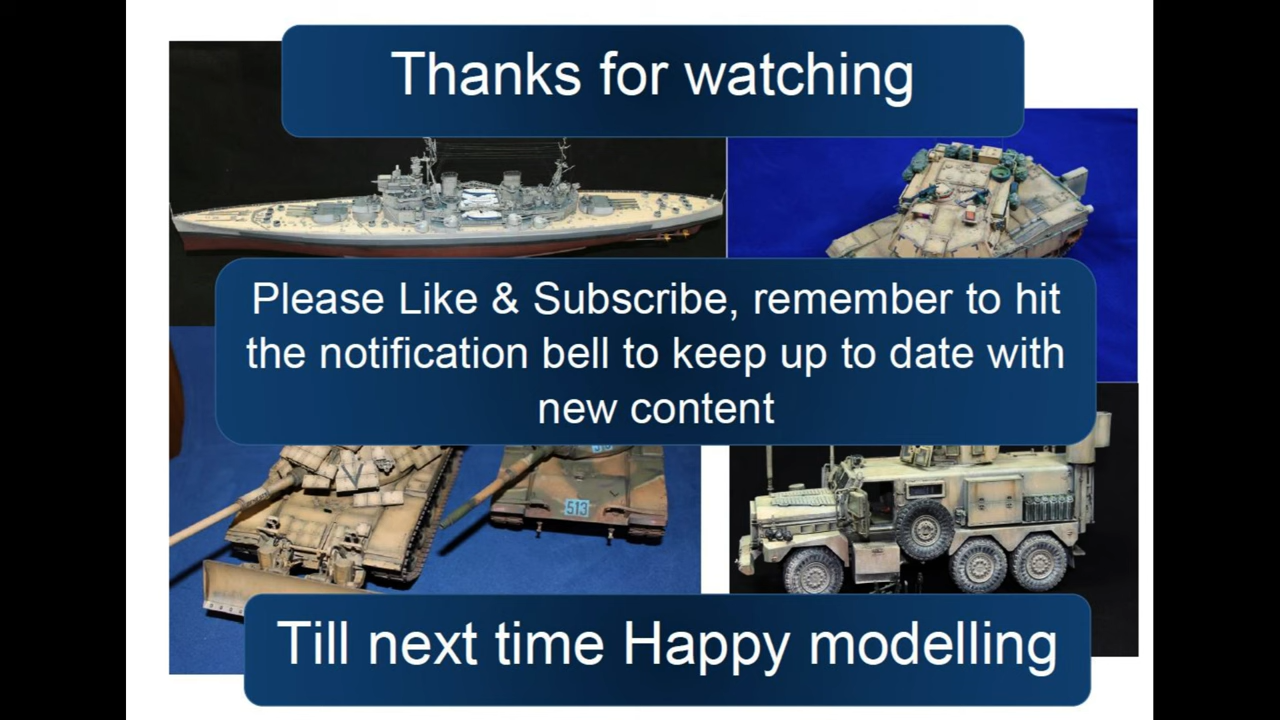 Thanks for watching
Please Like & Subscribe, remember to hit
the notification bell to keep up to date with
new content
513
Till next time Happy modelling